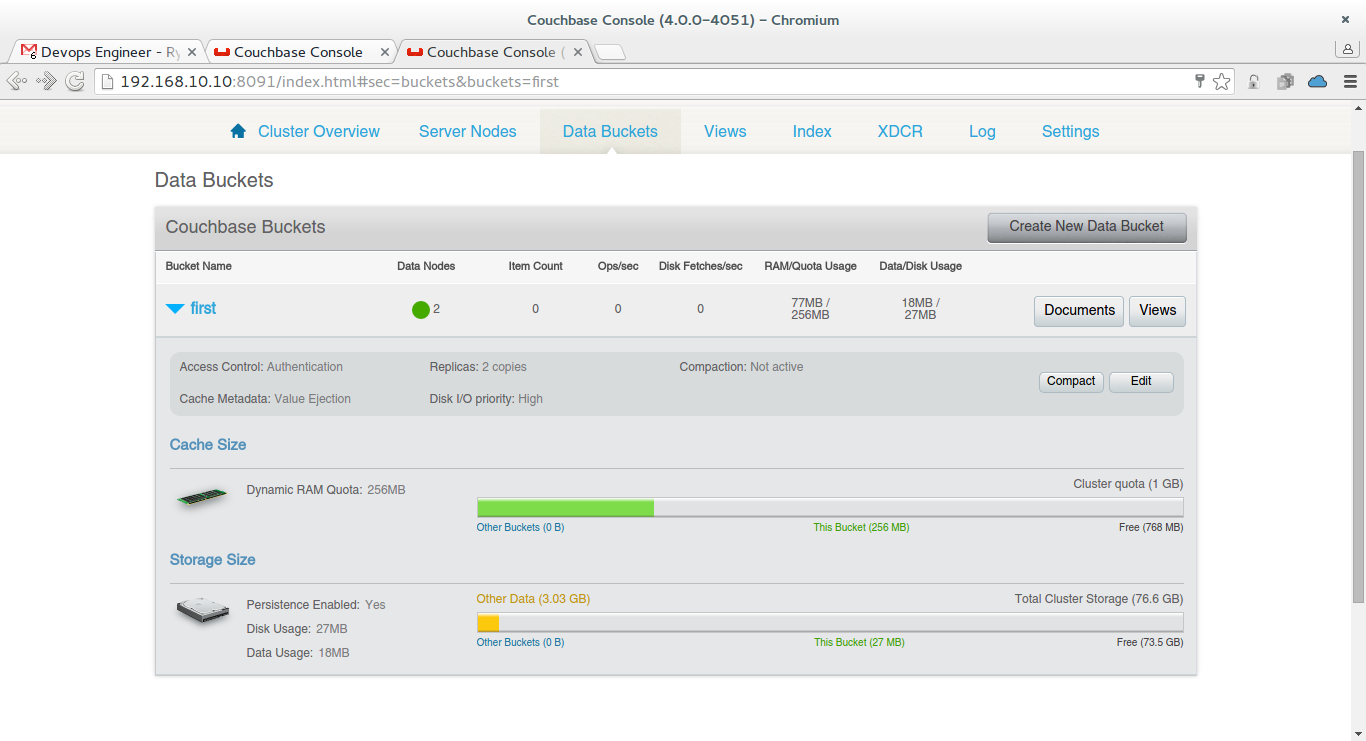 Couchbase Console (4.0.0-4051) – Chromium
Devops Engineer - Ry
Couchbase Console
Couchbase Console (
192.168.10.10:8091/index.html#sec=buckets&buckets=first
Cluster Overview Server Nodes Data Buckets Views Index XDCR Log Settings
Data Buckets
Couchbase Buckets Create New Data Bucket
Bucket Name Data Nodes Item Count Ops/sec Disk Fetches/sec RAM/Quota Usage Data/Disk Usage
first 2 0 0 0 77MB / 256MB 18MB / 27MB Documents Views
Access Control: Authentication Replicas: 2 copies Compaction: Not active
Compact Edit
Cache Metadata: Value Ejection Disk I/O priority: High
Cache Size
Dynamic RAM Quota: 256MB Cluster quota (1 GB)
Other Buckets (0 B) This Bucket (256 MB) Free (768 MB)
Storage Size
Persistence Enabled: Yes Other Data (3.03 GB) Total Cluster Storage (76.6 GB)
Disk Usage: 27MB
Other Buckets (0 B) This Bucket (27 MB) Free (73.5 GB)
Data Usage: 18MB